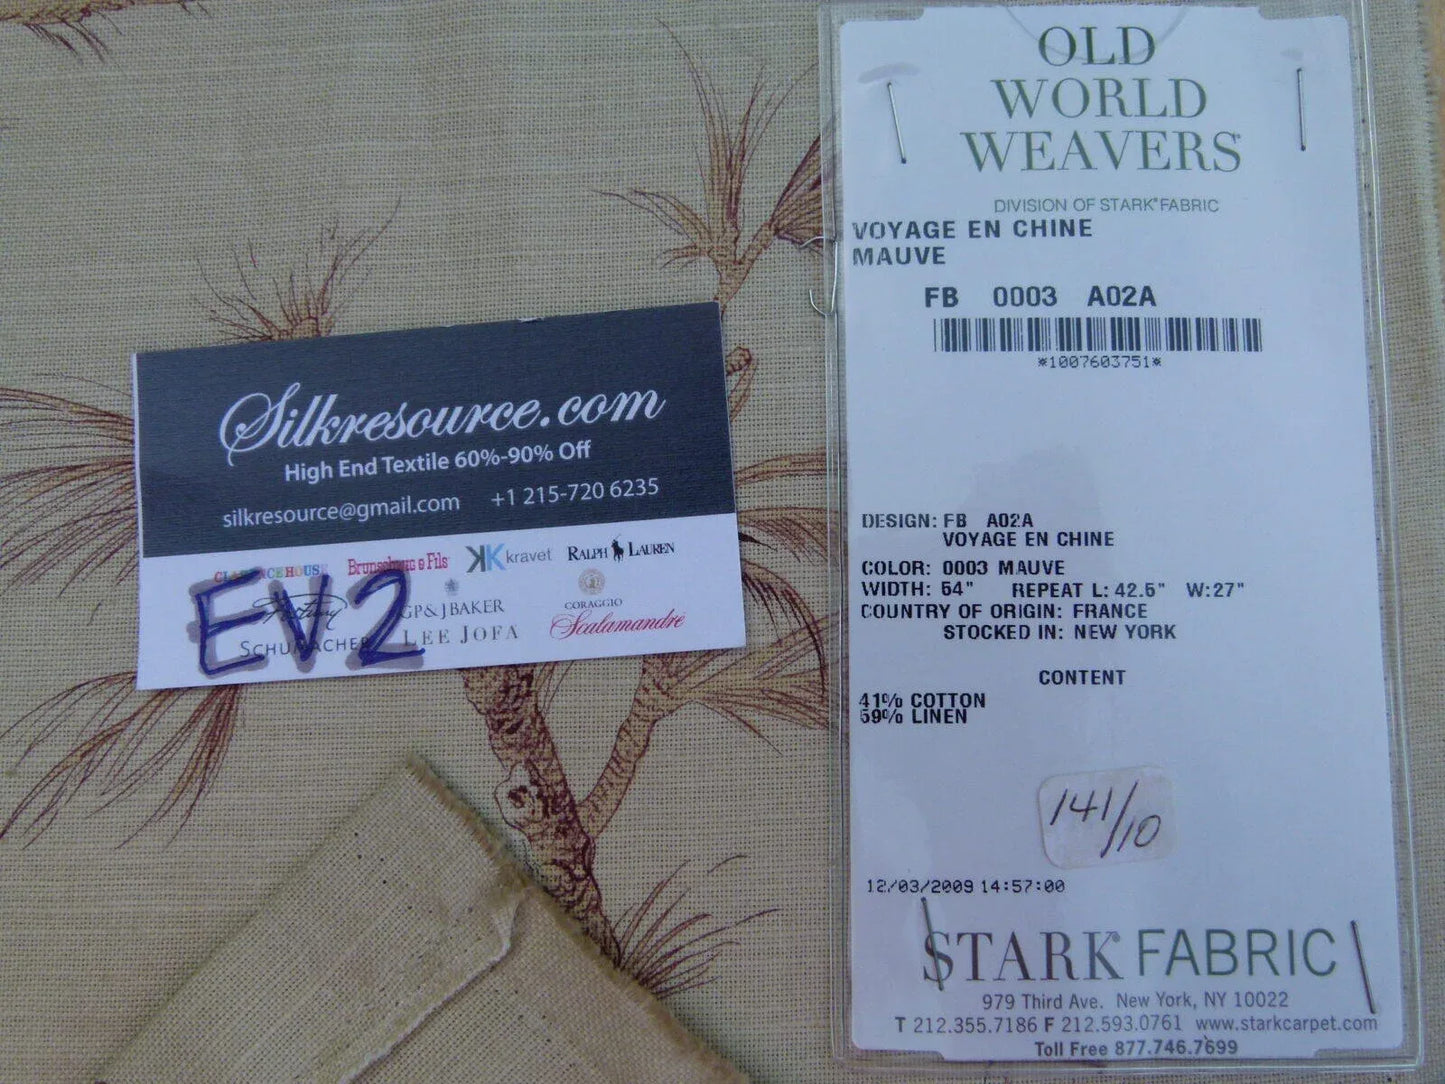 Silkresource.com
High End Textile 60%-90% Off
silkresource@gmail.com +1 215-720 6235
Brunschwig & Fils kravet RALPH LAUREN
GP&J BAKER
CORAGGIO
SCHUMACHER LEE JOFA Scalamandré
EV2
OLD
WORLD
WEAVERS
DIVISION OF STARK FABRIC
VOYAGE EN CHINE
MAUVE
FB 0003 A02A
*1007603751*
DESIGN: FB A02A
VOYAGE EN CHINE
COLOR: 0003 MAUVE
WIDTH: 54" REPEAT L: 42.5" W:27"
COUNTRY OF ORIGIN: FRANCE
STOCKED IN: NEW YORK
CONTENT
41% COTTON
59% LINEN
141/10
12/03/2009 14:57:00
STARK FABRIC
979 Third Ave. New York, NY 10022
T 212.355.7186 F 212.593.0761 www.starkcarpet.com
Toll Free 877.746.7699